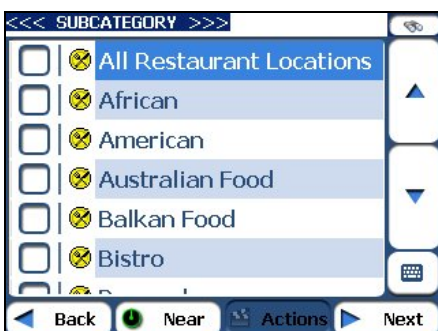 <<< SUBCATEGORY >>>
All Restaurant Locations
African
American
Australian Food
Balkan Food
Bistro
Back
Near
Actions
Next